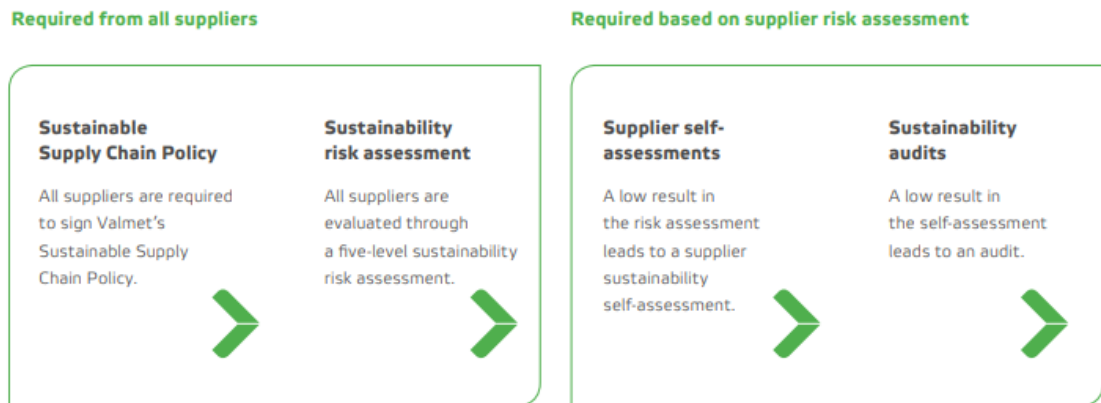 Required from all suppliers
Sustainable
Supply Chain Policy
All suppliers are required
to sign Valmet's
Sustainable Supply
Chain Policy.
Sustainability
risk assessment
All suppliers are
evaluated through
a five-level sustainability
risk assessment.
Required based on supplier risk assessment
Supplier self-
assessments
A low result in
the risk assessment
leads to a supplier
sustainability
self-assessment.
Sustainability
audits
A low result in
the self-assessment
leads to an audit.